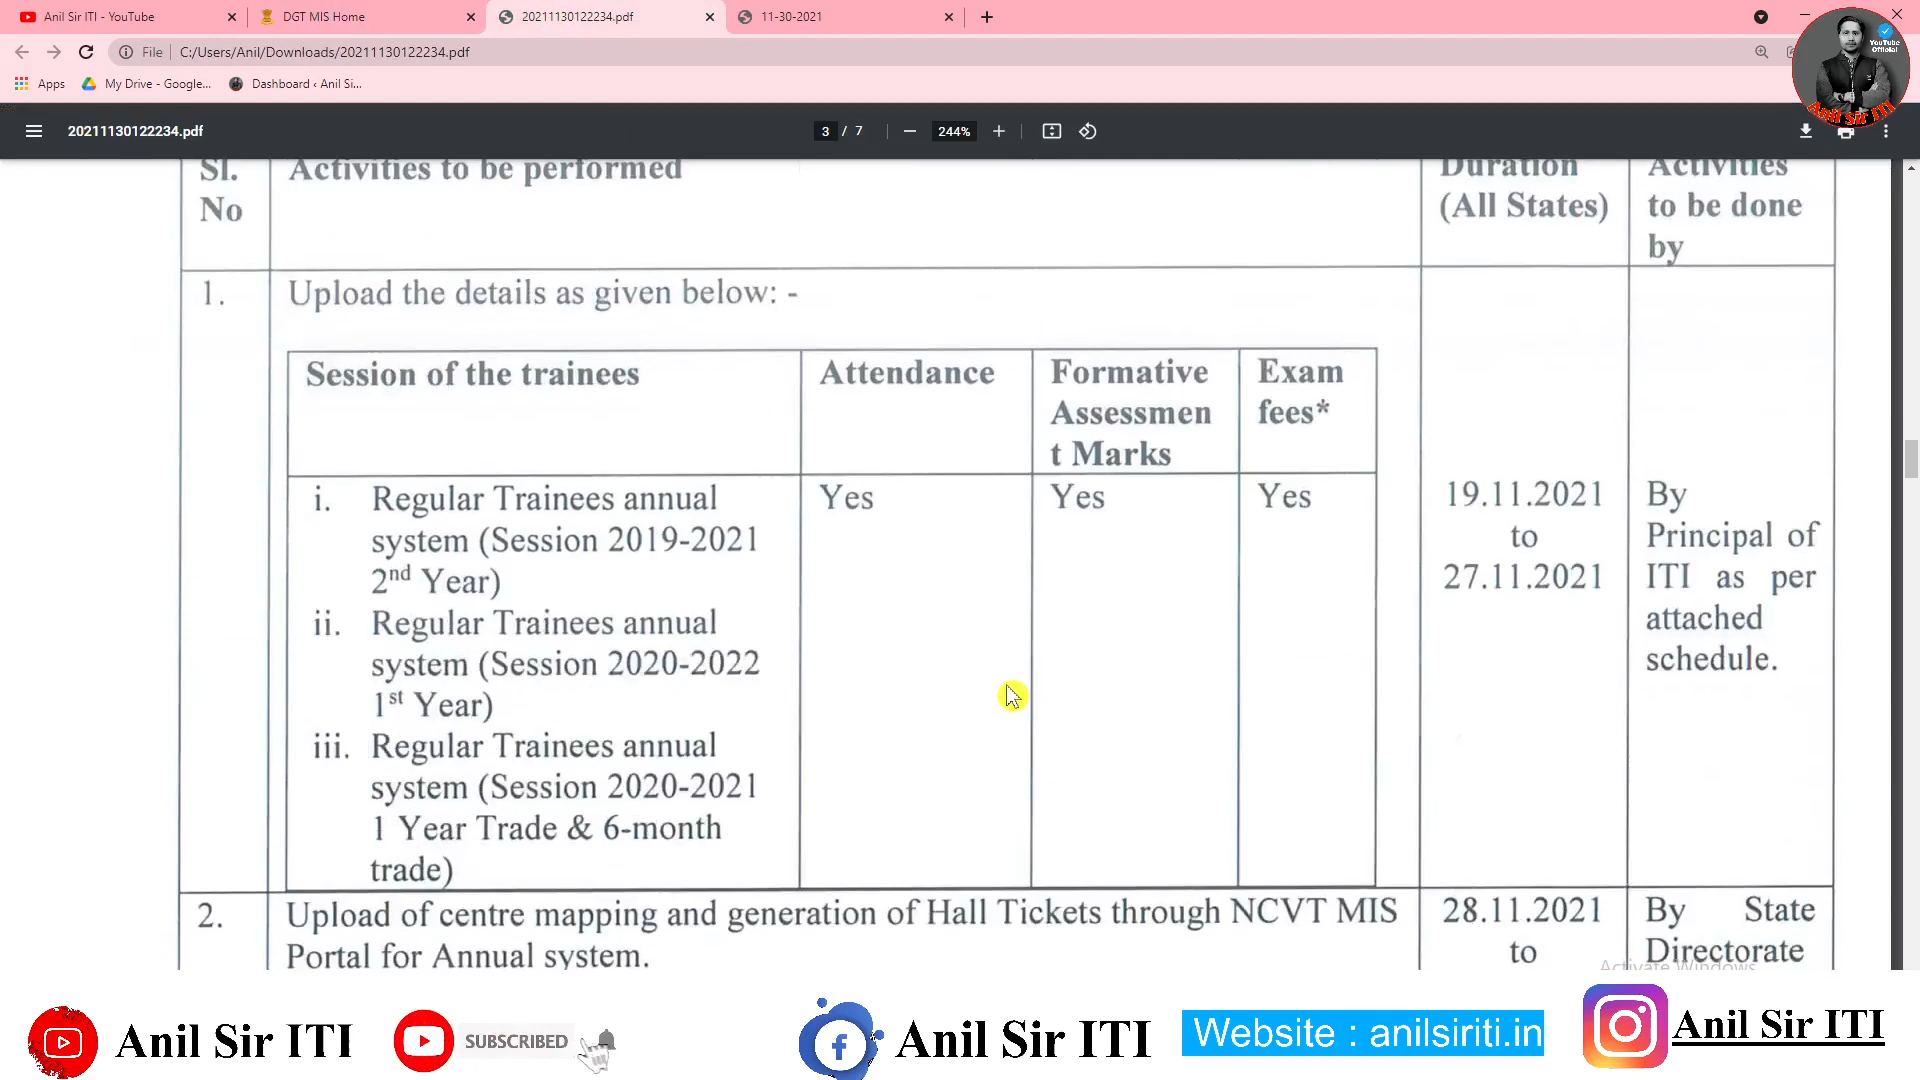 Anil Sir ITI - YouTube
DGT MIS Home
20211130122234.pdf
11-30-2021
File
C:/Users/Anil/Downloads/20211130122234.pdf
Apps
My Drive - Google...
Dashboard ‹ Anil Si...
YouTube
Official
Anil Sir ITI
20211130122234.pdf
3 / 7
244%
Sl. No
Activities to be performed
Duration
(All States)
Activities
to be done
by
1.
Upload the details as given below: -
Session of the trainees
Attendance
Formative
Assessmen
t Marks
Exam
fees*
i. Regular Trainees annual
system (Session 2019-2021
2nd Year)
Yes
Yes
Yes
ii. Regular Trainees annual
system (Session 2020-2022
1st Year)
iii. Regular Trainees annual
system (Session 2020-2021
1 Year Trade & 6-month
trade)
19.11.2021
to
27.11.2021
By
Principal of
ITI as per
attached
schedule.
2.
Upload of centre mapping and generation of Hall Tickets through NCVT MIS
Portal for Annual system.
28.11.2021
to
By State
Directorate
Activate Windows
Anil Sir ITI
SUBSCRIBED
Anil Sir ITI
Website : anilsiriti.in
Anil Sir ITI